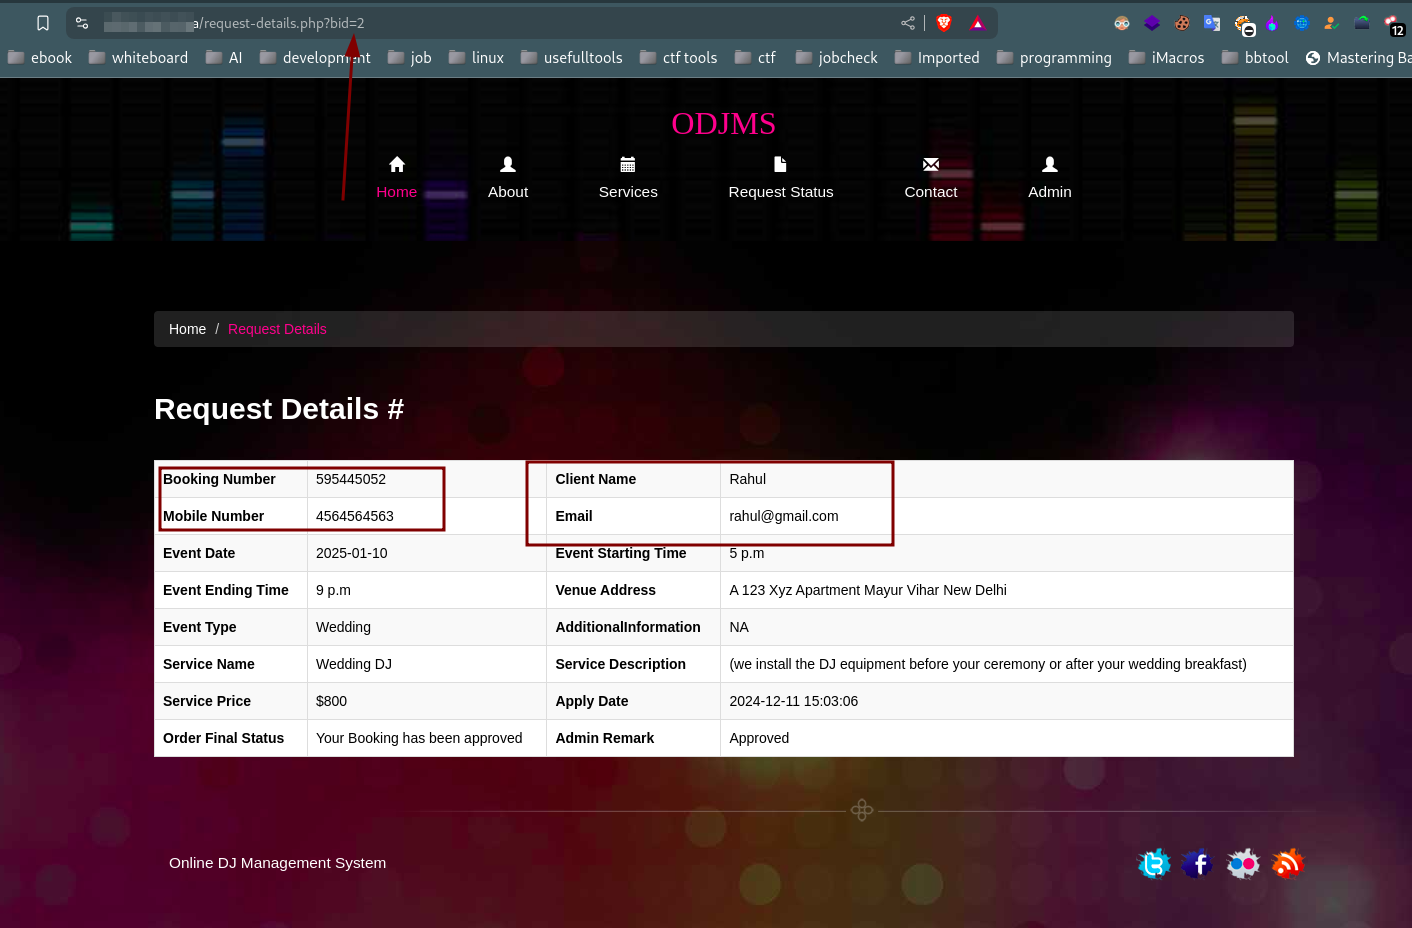 a/request-details.php?bid=2
12
ebook whiteboard AI development job linux usefulltools ctf tools ctf jobcheck Imported programming iMacros bbtool Mastering Ba
ODJMS
Home About Services Request Status Contact Admin
Home / Request Details
Request Details #
Booking Number 595445052 Client Name Rahul
Mobile Number 4564564563 Email rahul@gmail.com
Event Date 2025-01-10 Event Starting Time 5 p.m
Event Ending Time 9 p.m Venue Address A 123 Xyz Apartment Mayur Vihar New Delhi
Event Type Wedding AdditionalInformation NA
Service Name Wedding DJ Service Description (we install the DJ equipment before your ceremony or after your wedding breakfast)
Service Price $800 Apply Date 2024-12-11 15:03:06
Order Final Status Your Booking has been approved Admin Remark Approved
Online DJ Management System